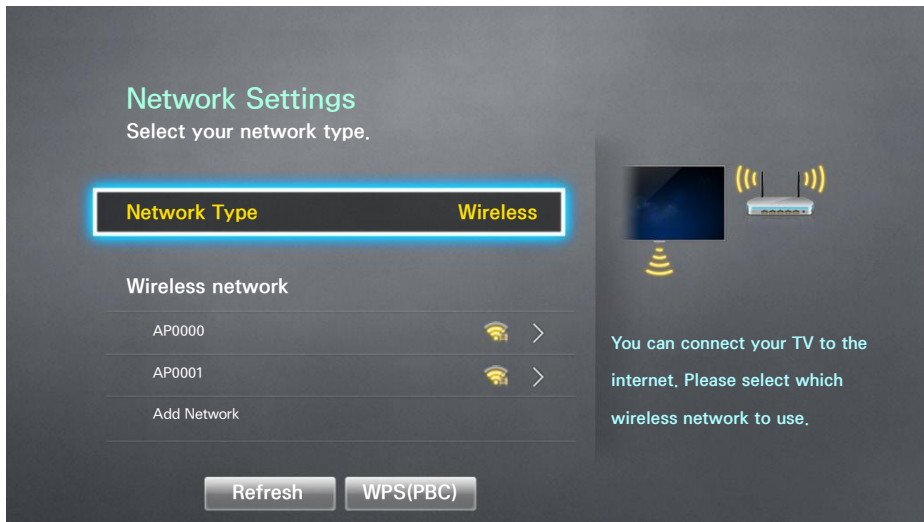 Network Settings
Select your network type.
Network Type Wireless
Wireless network
AP0000
AP0001
Add Network
Refresh WPS(PBC)
You can connect your TV to the
internet. Please select which
wireless network to use.